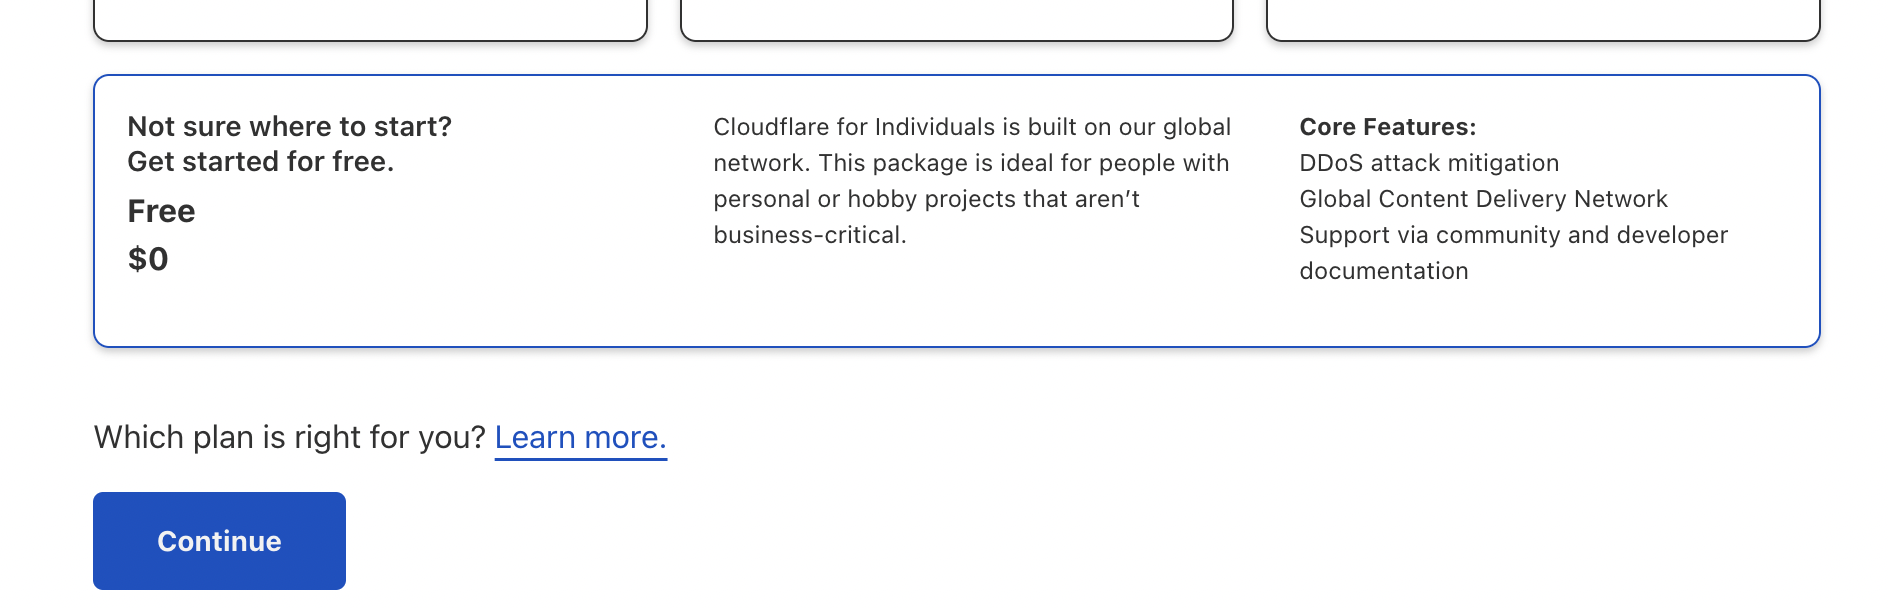 Not sure where to start?
Get started for free.
Free
$0
Cloudflare for Individuals is built on our global
network. This package is ideal for people with
personal or hobby projects that aren’t
business-critical.
Core Features:
DDoS attack mitigation
Global Content Delivery Network
Support via community and developer
documentation
Which plan is right for you? Learn more.
Continue